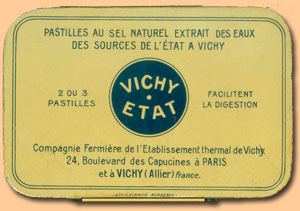 PASTILLES AU SEL NATUREL EXTRAIT DES EAUX
DES SOURCES DE L'ÉTAT A VICHY
VICHY
ETAT
2 OU 3
PASTILLES
FACILITENT
LA DIGESTION
Compagnie Fermière de l'Etablissement thermal de Vichy.
24, Boulevard des Capucines à PARIS
et à VICHY (Allier) France.